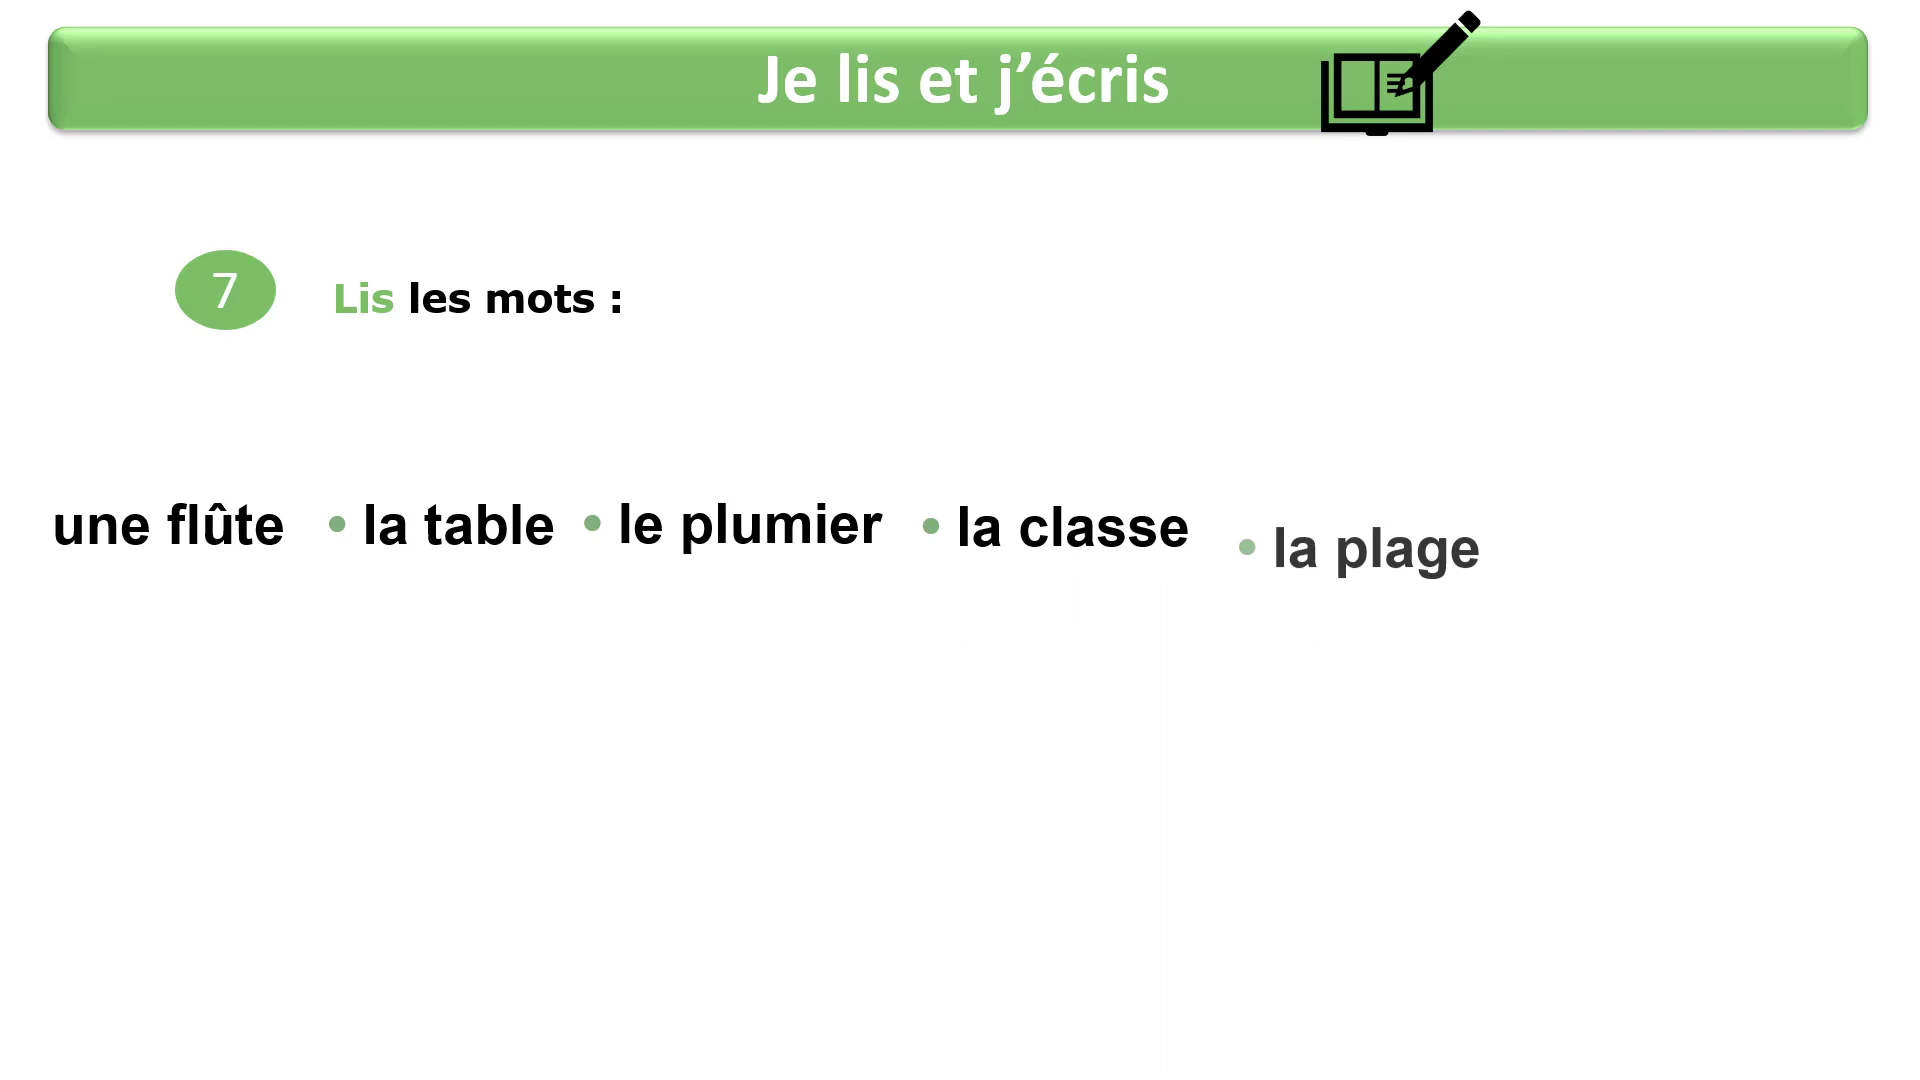 Je lis et j’écris
7 Lis les mots :
une flûte • la table • le plumier • la classe • la plage